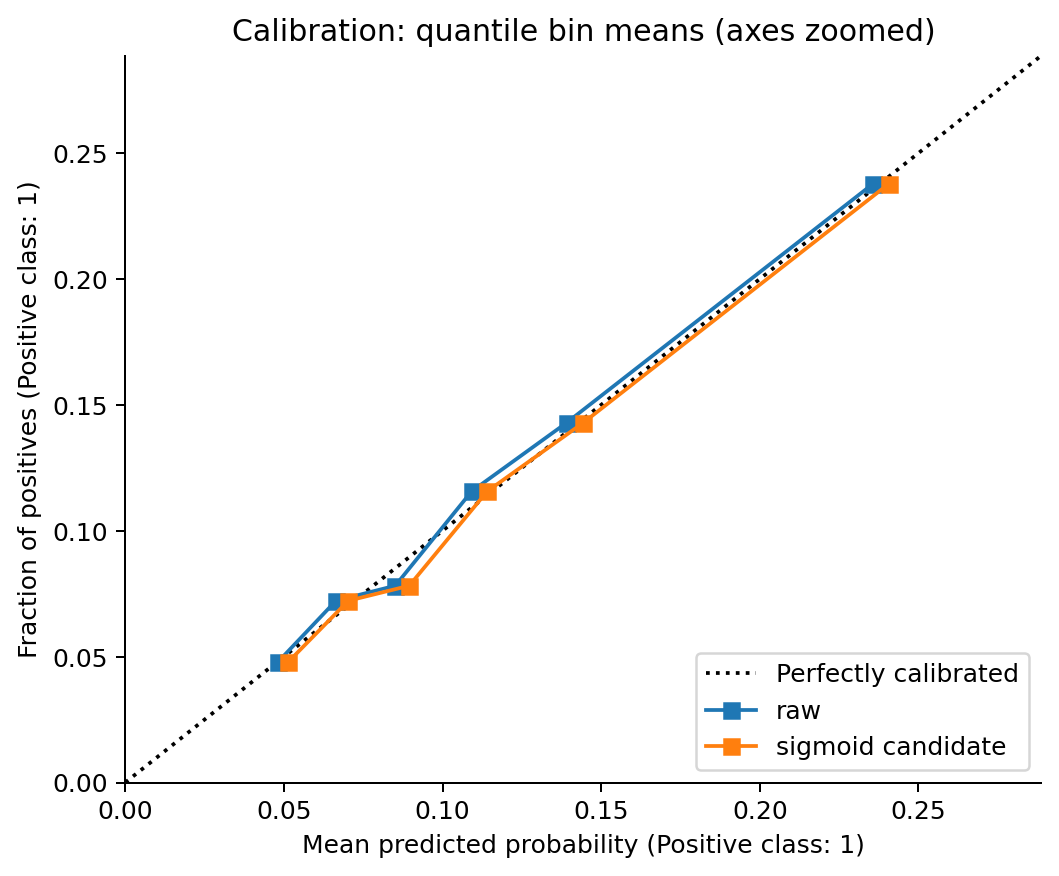 Calibration: quantile bin means (axes zoomed)
Fraction of positives (Positive class: 1)
0.25
0.20
0.15
0.10
0.05
0.00
0.00 0.05 0.10 0.15 0.20 0.25
Mean predicted probability (Positive class: 1)
Perfectly calibrated
raw
sigmoid candidate